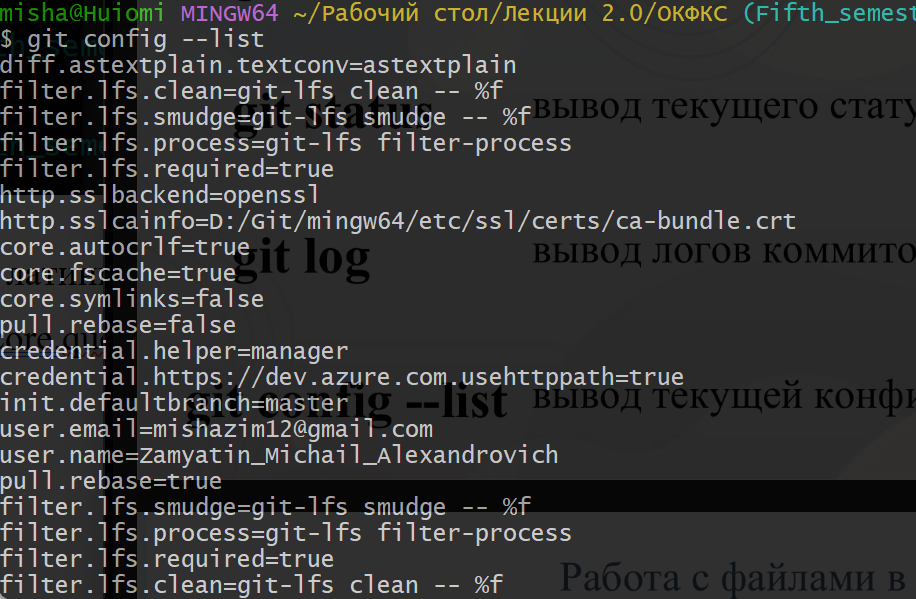 misha@Huiomi MINGW64 ~/Рабочий стол/Лекции 2.0/ОКФКС (Fifth_semest
$ git config --list
diff.astextplain.textconv=astextplain
filter.lfs.clean=git-lfs clean -- %f
git status вывод текущего стату
filter.lfs.smudge=git-lfs smudge -- %f
filter.lfs.process=git-lfs filter-process
filter.lfs.required=true
http.sslbackend=openssl
http.sslcainfo=D:/Git/mingw64/etc/ssl/certs/ca-bundle.crt
core.autocrlf=true
git log вывод логов коммито
core.fscache=true
core.symlinks=false
pull.rebase=false
credential.helper=manager
credential.https://dev.azure.com.usehttppath=true
init.defaultbranch=master
git config --list вывод текущей конфи
user.email=mishazim12@gmail.com
user.name=Zamyatin_Michail_Alexandrovich
pull.rebase=true
filter.lfs.smudge=git-lfs smudge -- %f
filter.lfs.process=git-lfs filter-process
filter.lfs.required=true
Работа с файлами в
filter.lfs.clean=git-lfs clean -- %f